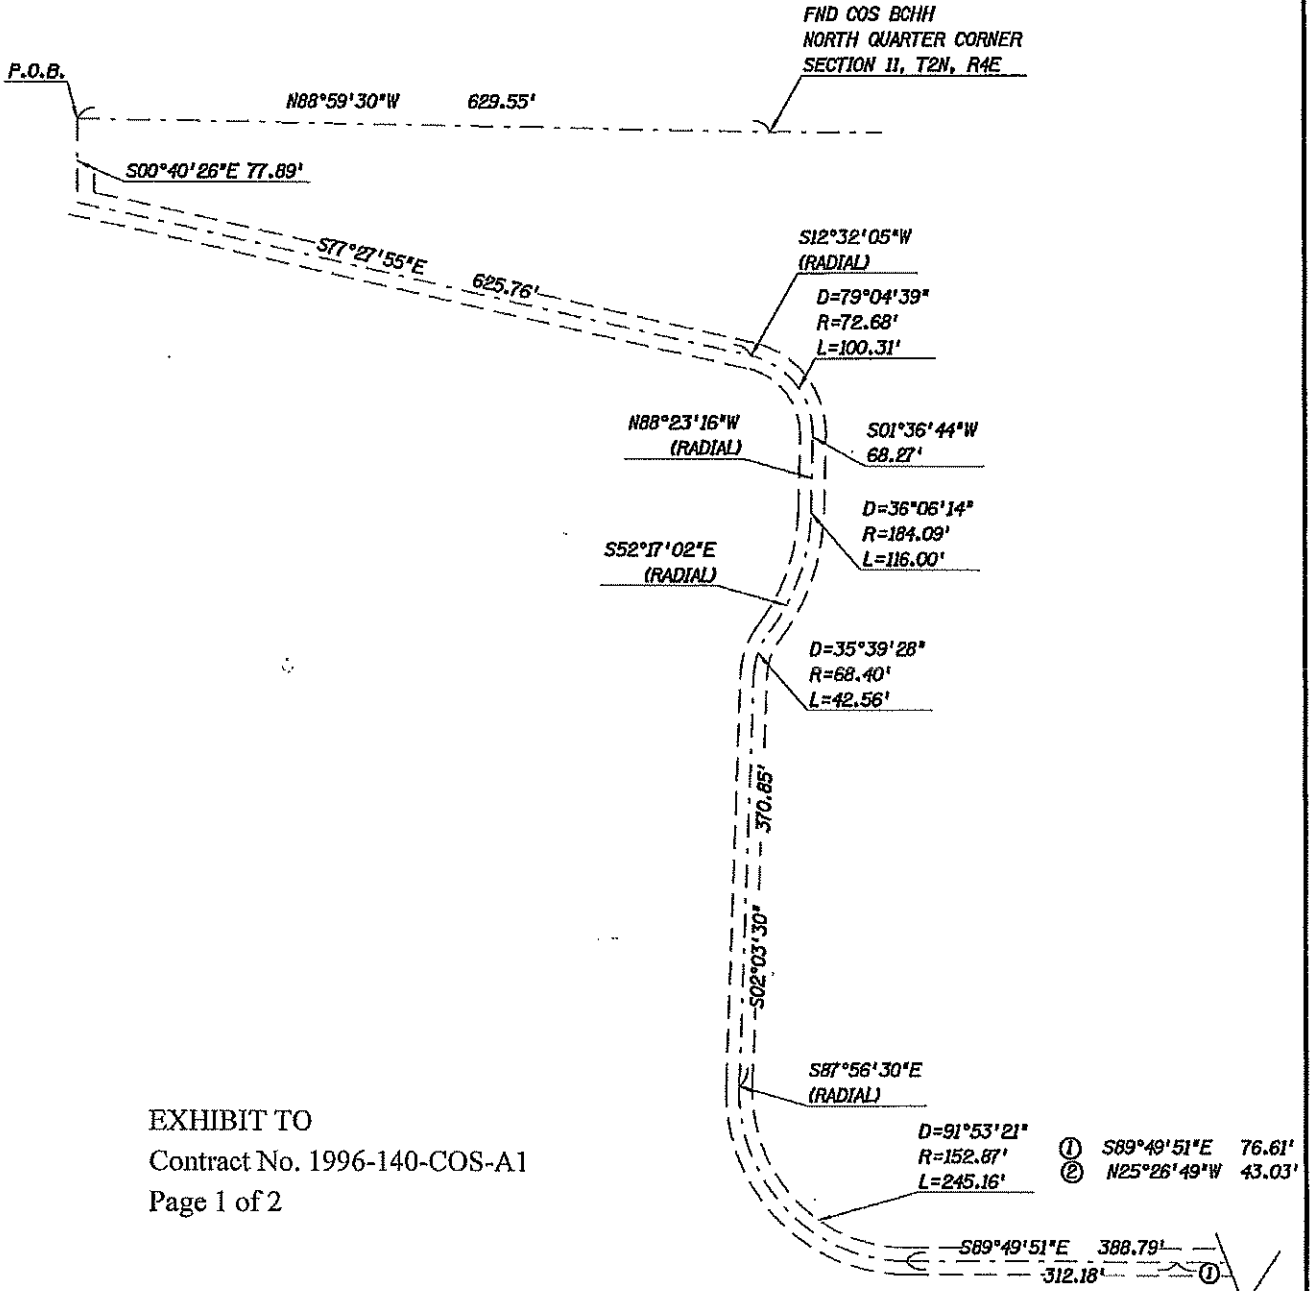 FND COS BCHH
NORTH QUARTER CORNER
SECTION 11, T2N, R4E
P.O.B.
N88°59'30"W 629.55'
S00°40'26"E 77.89'
S77°27'55"E 625.76'
S12°32'05"W
(RADIAL)
D=79°04'39"
R=72.68'
L=100.31'
N88°23'16"W
(RADIAL)
S01°36'44"W
68.27'
D=36°06'14"
R=184.09'
L=116.00'
S52°17'02"E
(RADIAL)
D=35°39'28"
R=68.40'
L=42.56'
S02°03'30" 370.85'
S87°56'30"E
(RADIAL)
D=91°53'21"
R=152.87'
L=245.16'
① S89°49'51"E 76.61'
② N25°26'49"W 43.03'
EXHIBIT TO
Contract No. 1996-140-COS-A1
Page 1 of 2
S89°49'51"E 388.79'
312.18' ①